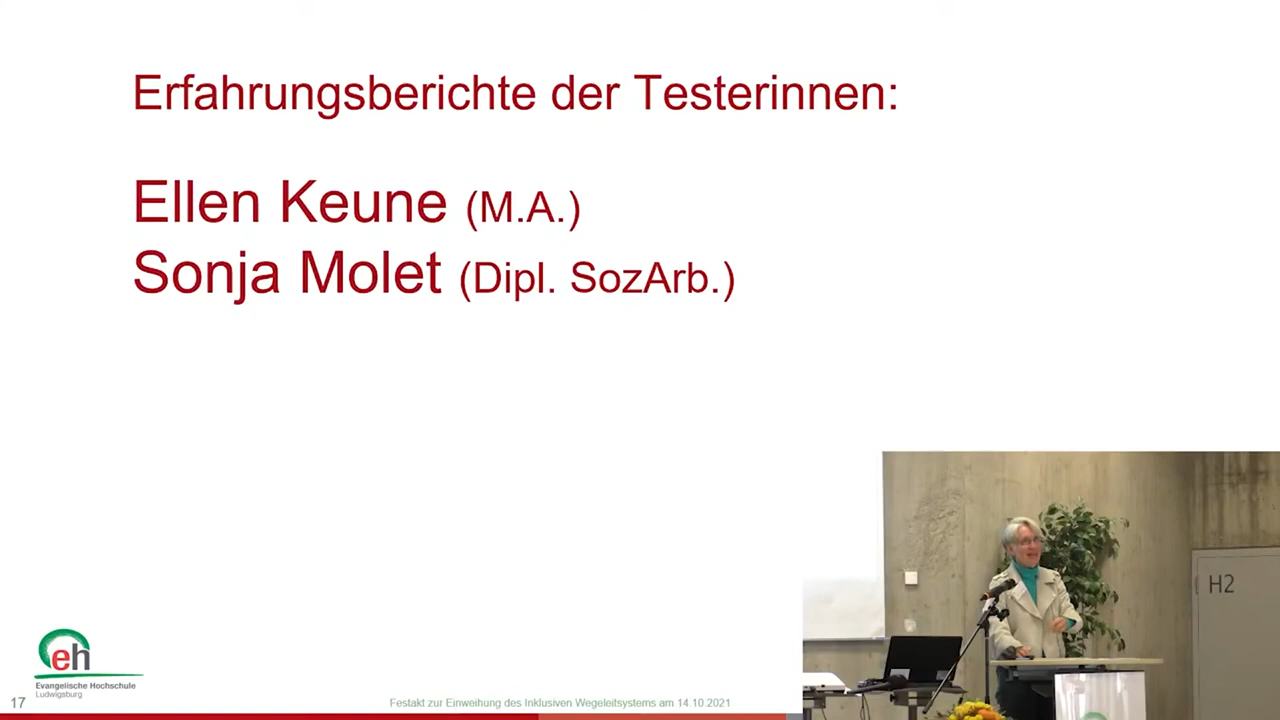 Erfahrungsberichte der Testerinnen:
Ellen Keune (M.A.)
Sonja Molet (Dipl. SozArb.)
H2
eh
Evangelische Hochschule
Ludwigsburg
17
Festakt zur Einweihung des Inklusiven Wegeleitsystems am 14.10.2021